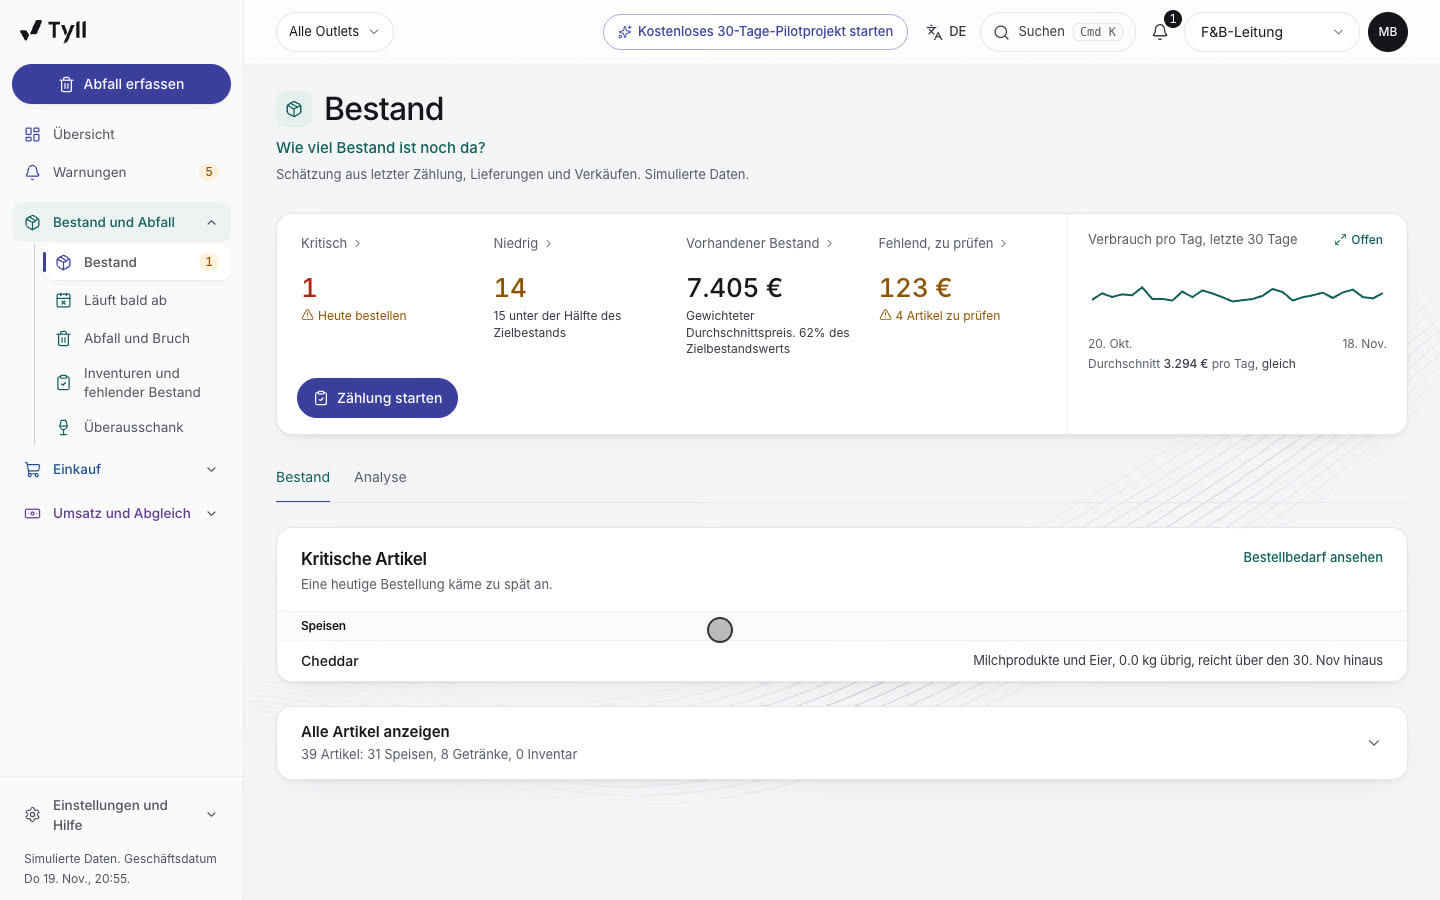 Tyll
Alle Outlets
Kostenloses 30-Tage-Pilotprojekt starten
DE
Suchen
Cmd K
1
F&B-Leitung
MB
Abfall erfassen
Übersicht
Warnungen
5
Bestand und Abfall
Bestand
1
Läuft bald ab
Abfall und Bruch
Inventuren und
fehlender Bestand
Überausschank
Einkauf
Umsatz und Abgleich
Einstellungen und
Hilfe
Simulierte Daten. Geschäftsdatum
Do 19. Nov., 20:55.
Bestand
Wie viel Bestand ist noch da?
Schätzung aus letzter Zählung, Lieferungen und Verkäufen. Simulierte Daten.
Kritisch
1
Heute bestellen
Niedrig
14
15 unter der Hälfte des
Zielbestands
Vorhandener Bestand
7.405 €
Gewichteter
Durchschnittspreis. 62% des
Zielbestandswerts
Fehlend, zu prüfen
123 €
4 Artikel zu prüfen
Zählung starten
Verbrauch pro Tag, letzte 30 Tage
Offen
20. Okt.
18. Nov.
Durchschnitt 3.294 € pro Tag, gleich
Bestand
Analyse
Kritische Artikel
Bestellbedarf ansehen
Eine heutige Bestellung käme zu spät an.
Speisen
Cheddar
Milchprodukte und Eier, 0.0 kg übrig, reicht über den 30. Nov hinaus
Alle Artikel anzeigen
39 Artikel: 31 Speisen, 8 Getränke, 0 Inventar